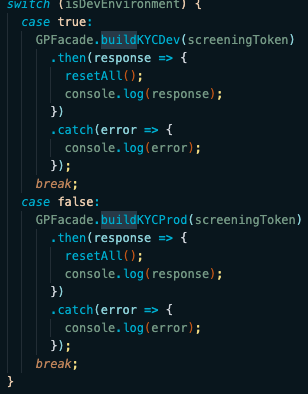 switch (isDevEnvironment) {
  case true:
    GPFacade.buildKYCDev(screeningToken)
      .then(response => {
        resetAll();
        console.log(response);
      })
      .catch(error => {
        console.log(error);
      });
    break;
  case false:
    GPFacade.buildKYCProd(screeningToken)
      .then(response => {
        resetAll();
        console.log(response);
      })
      .catch(error => {
        console.log(error);
      });
    break;
}